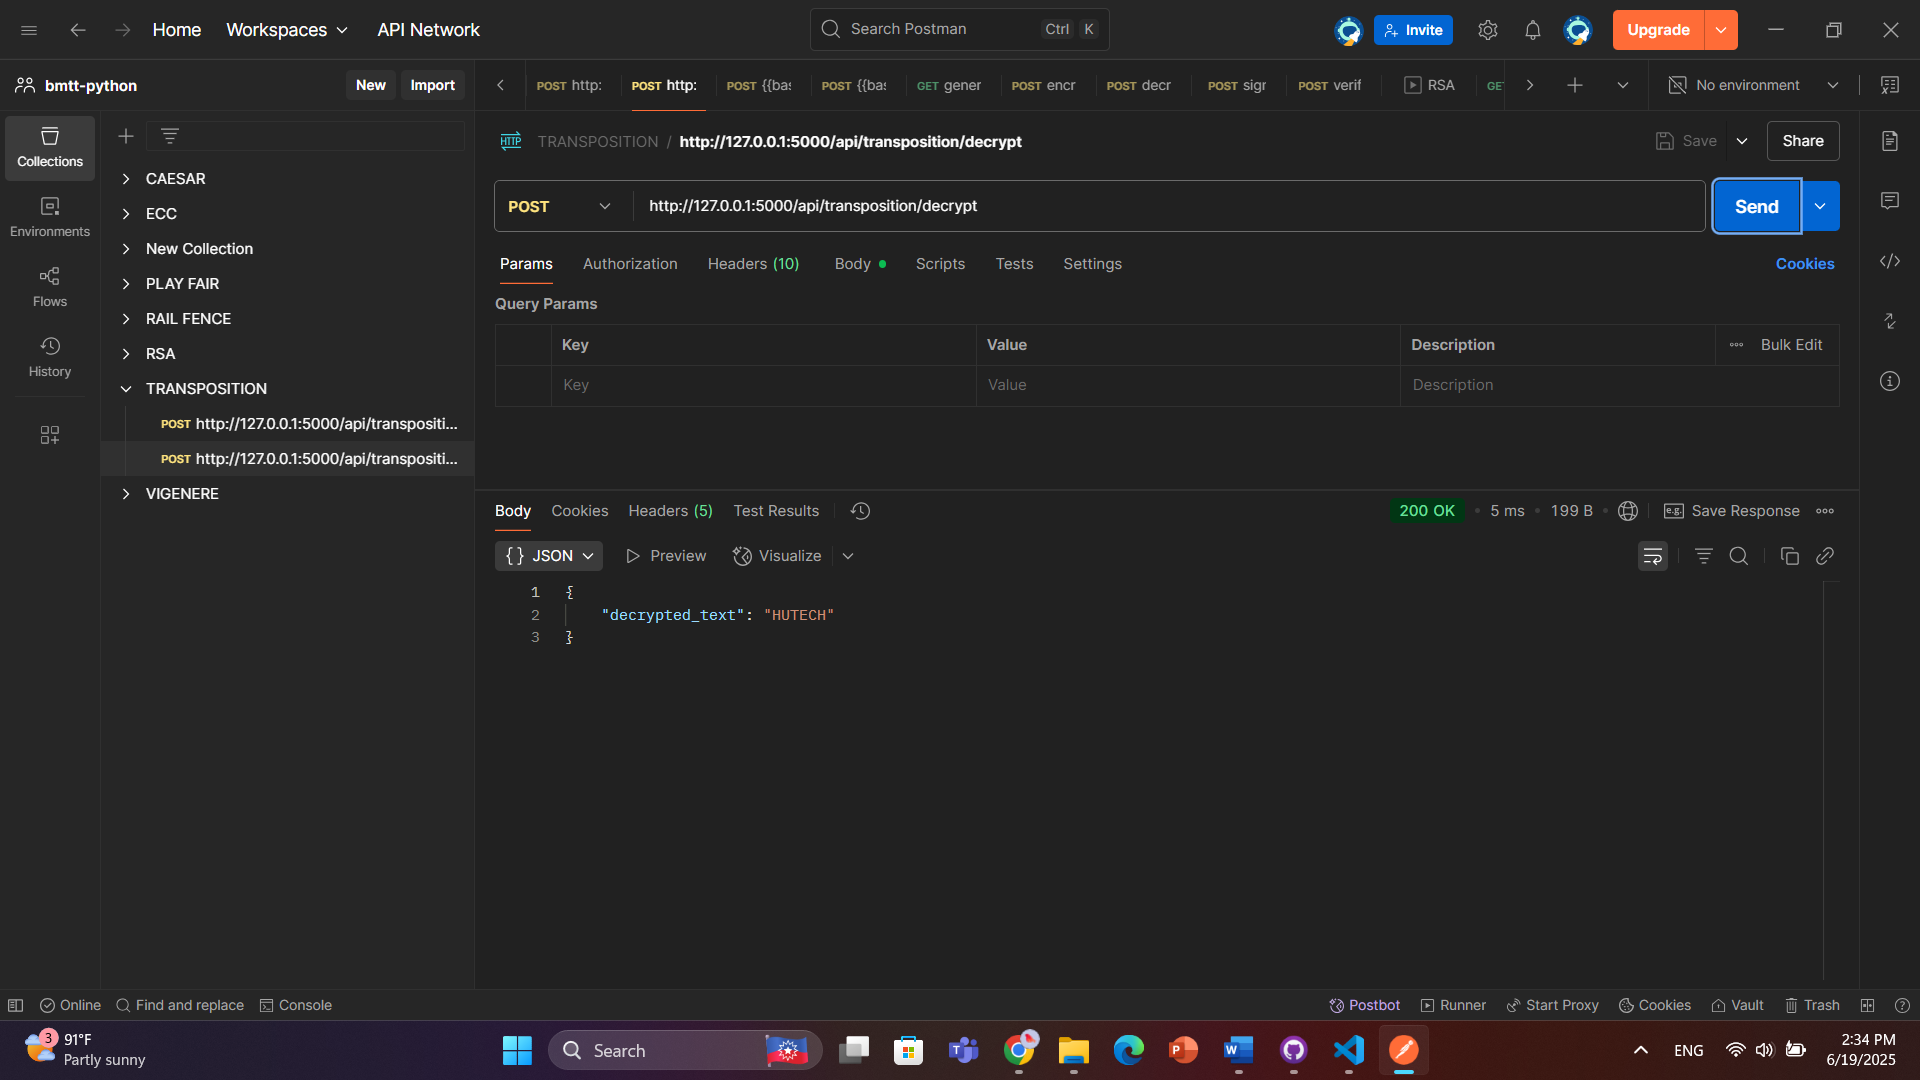 Home
Workspaces
API Network
Search Postman
Ctrl K
Invite
Upgrade
bmtt-python
New
Import
POST http:
POST http:
POST {{bas
POST {{bas
GET gener
POST encr
POST decr
POST sigr
POST verif
RSA
GE
No environment
Collections
Environments
Flows
History
CAESAR
ECC
New Collection
PLAY FAIR
RAIL FENCE
RSA
TRANSPOSITION
POST http://127.0.0.1:5000/api/transpositi...
POST http://127.0.0.1:5000/api/transpositi...
VIGENERE
HTTP TRANSPOSITION / http://127.0.0.1:5000/api/transposition/decrypt
Save
Share
POST
http://127.0.0.1:5000/api/transposition/decrypt
Send
Params
Authorization
Headers (10)
Body
Scripts
Tests
Settings
Cookies
Query Params
Key
Value
Description
Bulk Edit
Key
Value
Description
Body
Cookies
Headers (5)
Test Results
200 OK
5 ms
199 B
e.g. Save Response
{} JSON
Preview
Visualize
1 {
2 "decrypted_text": "HUTECH"
3 }
Online
Find and replace
Console
Postbot
Runner
Start Proxy
Cookies
Vault
Trash
3
91°F
Partly sunny
Search
ENG
2:34 PM
6/19/2025